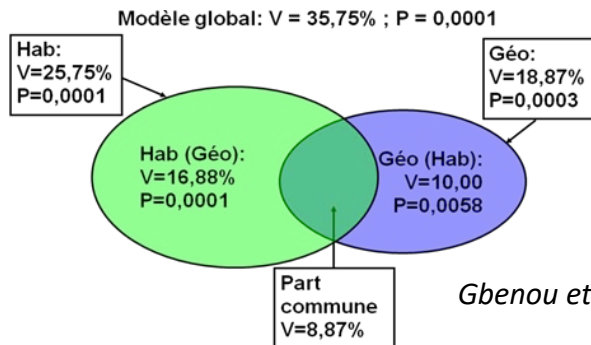 Modèle global: V = 35,75% ; P = 0,0001
Hab:
V=25,75%
P=0,0001
Géo:
V=18,87%
P=0,0003
Hab (Géo):
V=16,88%
P=0,0001
Géo (Hab):
V=10,00
P=0,0058
Part
commune
V=8,87%
Gbenou et